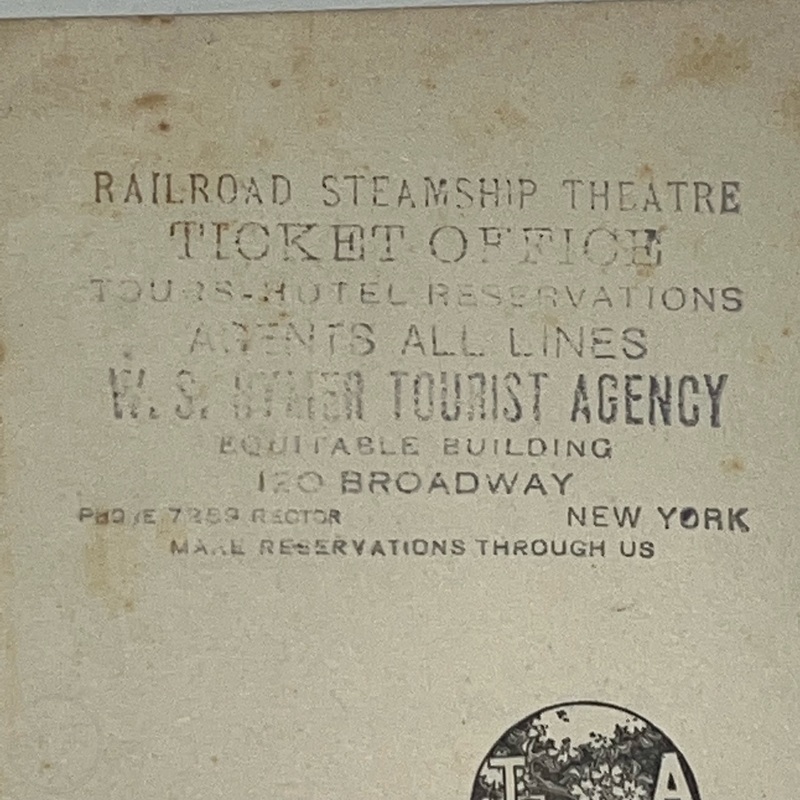 RAILROAD STEAMSHIP THEATRE
TICKET OFFICE
TOURS-HOTEL RESERVATIONS
AGENTS ALL LINES
W. S. TOURIST AGENCY
EQUITABLE BUILDING
120 BROADWAY
PHONE RECTOR NEW YORK
MAKE RESERVATIONS THROUGH US
T A